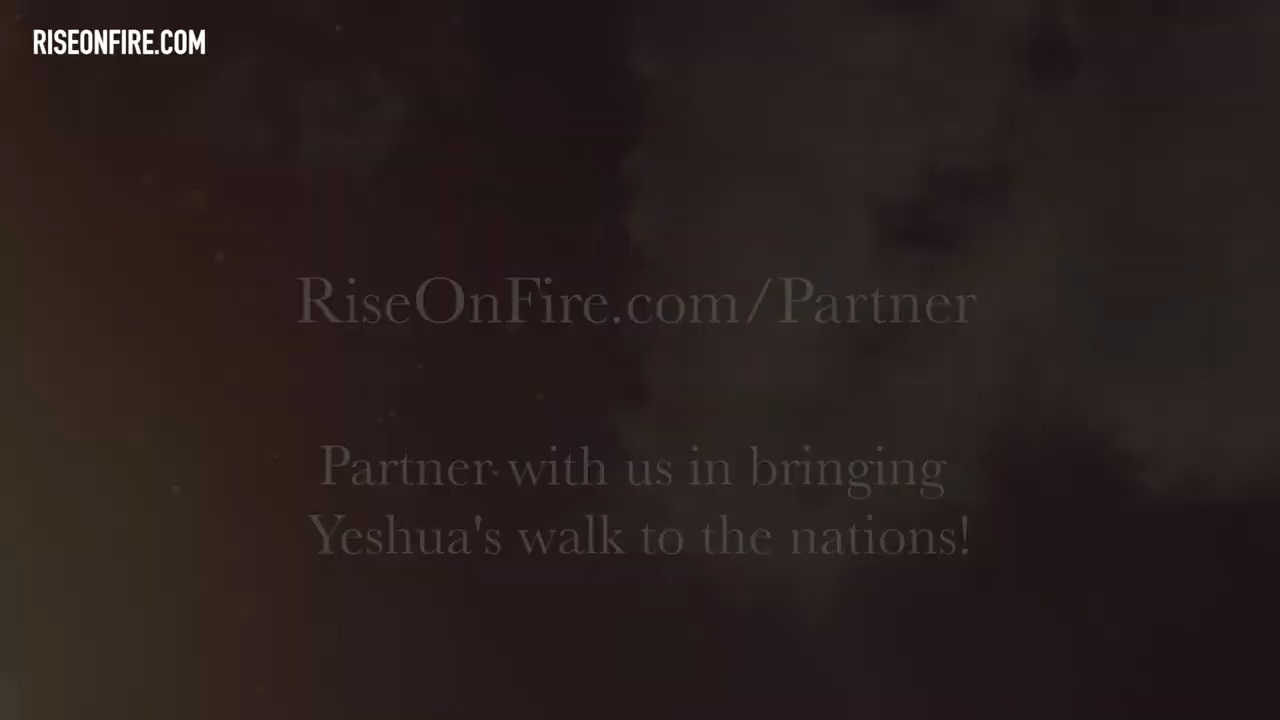 RISEONFIRE.COM
RiseOnFire.com/Partner
Partner with us in bringing
Yeshua's walk to the nations!